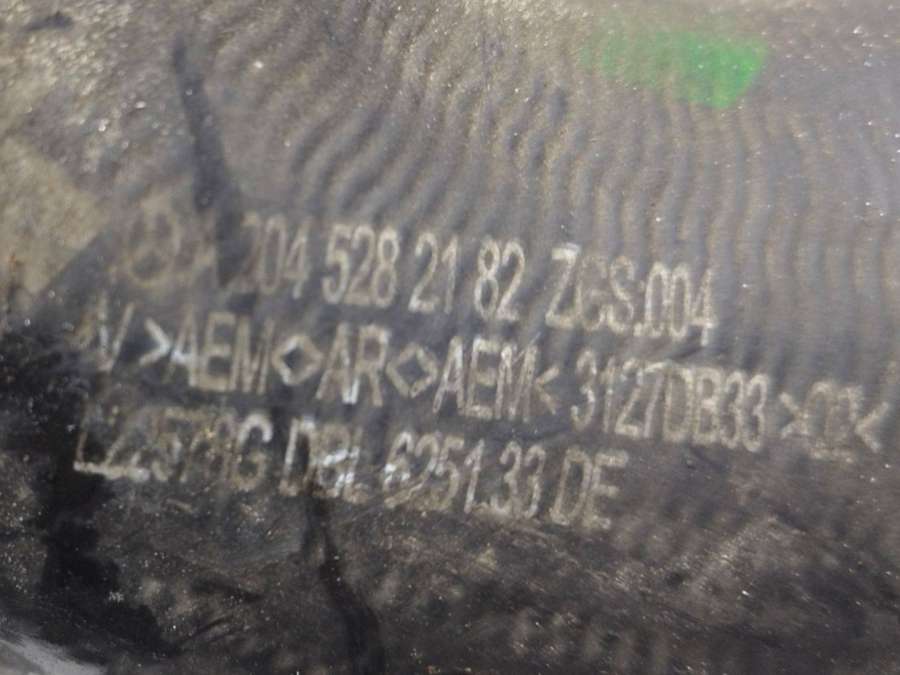 A 204 528 21 82 ZGS:004
>AEM<>AR<>AEM< 3127DB33
DBL 6251.33 DE